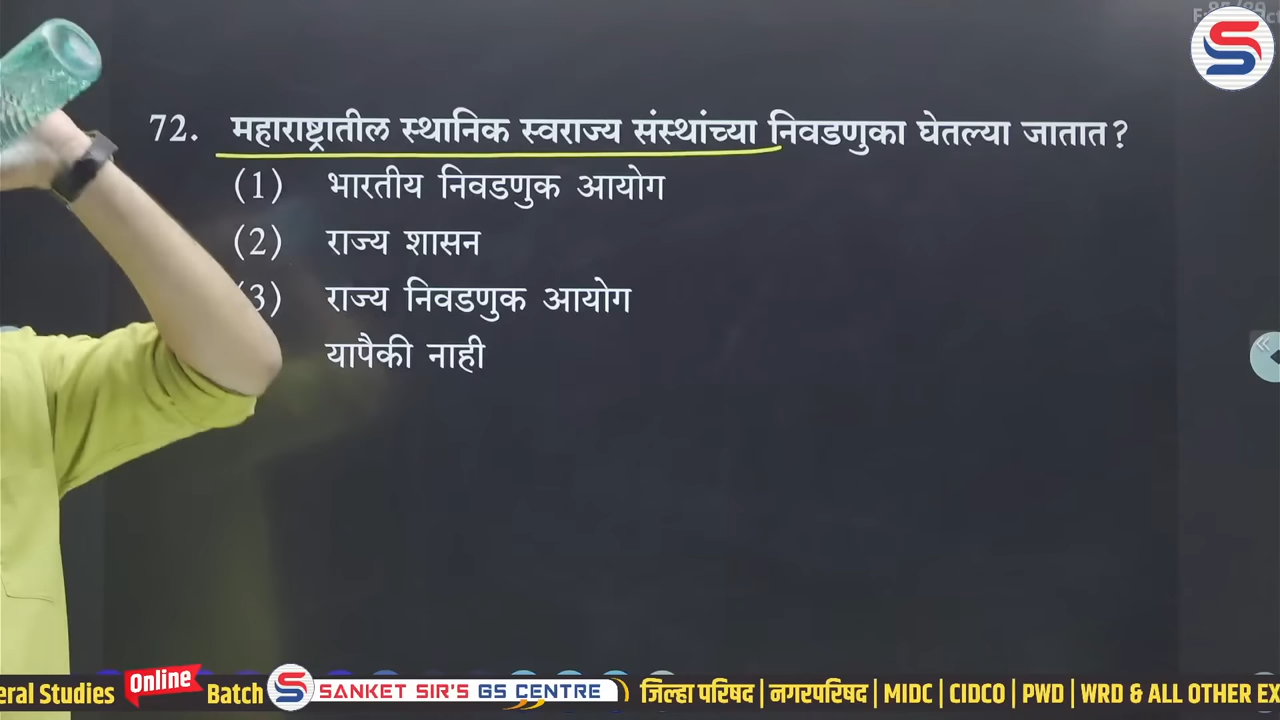 72. महाराष्ट्रातील स्थानिक स्वराज्य संस्थांच्या निवडणुका घेतल्या जातात?
(1) भारतीय निवडणुक आयोग
(2) राज्य शासन
3) राज्य निवडणुक आयोग
यापैकी नाही
eral Studies Online Batch S SANKET SIR'S GS CENTRE जिल्हा परिषद | नगरपरिषद | MIDC | CIDCO | PWD | WRD & ALL OTHER EX